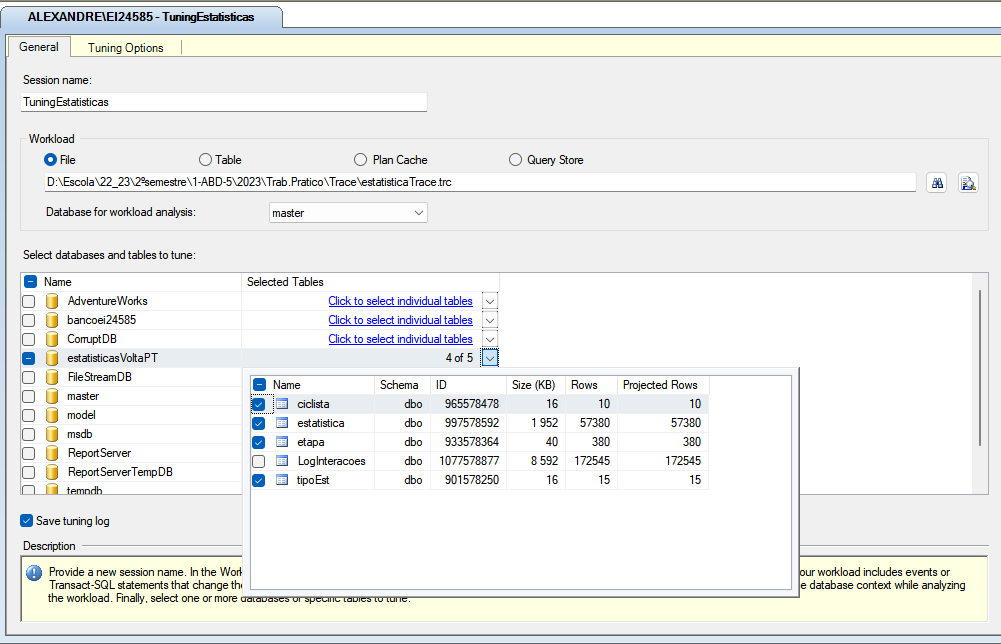 ALEXANDRE\EI24585 - TuningEstatisticas
General Tuning Options
Session name:
TuningEstatisticas
Workload
File Table Plan Cache Query Store
D:\Escola\22_23\2ºsemestre\1-ABD-5\2023\Trab.Pratico\Trace\estatisticaTrace.trc
Database for workload analysis: master
Select databases and tables to tune:
Name Selected Tables
AdventureWorks Click to select individual tables
bancoei24585 Click to select individual tables
CorruptDB Click to select individual tables
estatisticasVoltaPT 4 of 5
FileStreamDB
master
model
msdb
ReportServer
ReportServerTempDB
tempdb
Name Schema ID Size (KB) Rows Projected Rows
ciclista dbo 965578478 16 10 10
estatistica dbo 997578592 1 952 57380 57380
etapa dbo 933578364 40 380 380
LogInteracoes dbo 1077578877 8 592 172545 172545
tipoEst dbo 901578250 16 15 15
Save tuning log
Description
Provide a new session name. In the Work our workload includes events or
Transact-SQL statements that change the e database context while analyzing
the workload. Finally, select one or more databases or specific tables to tune.